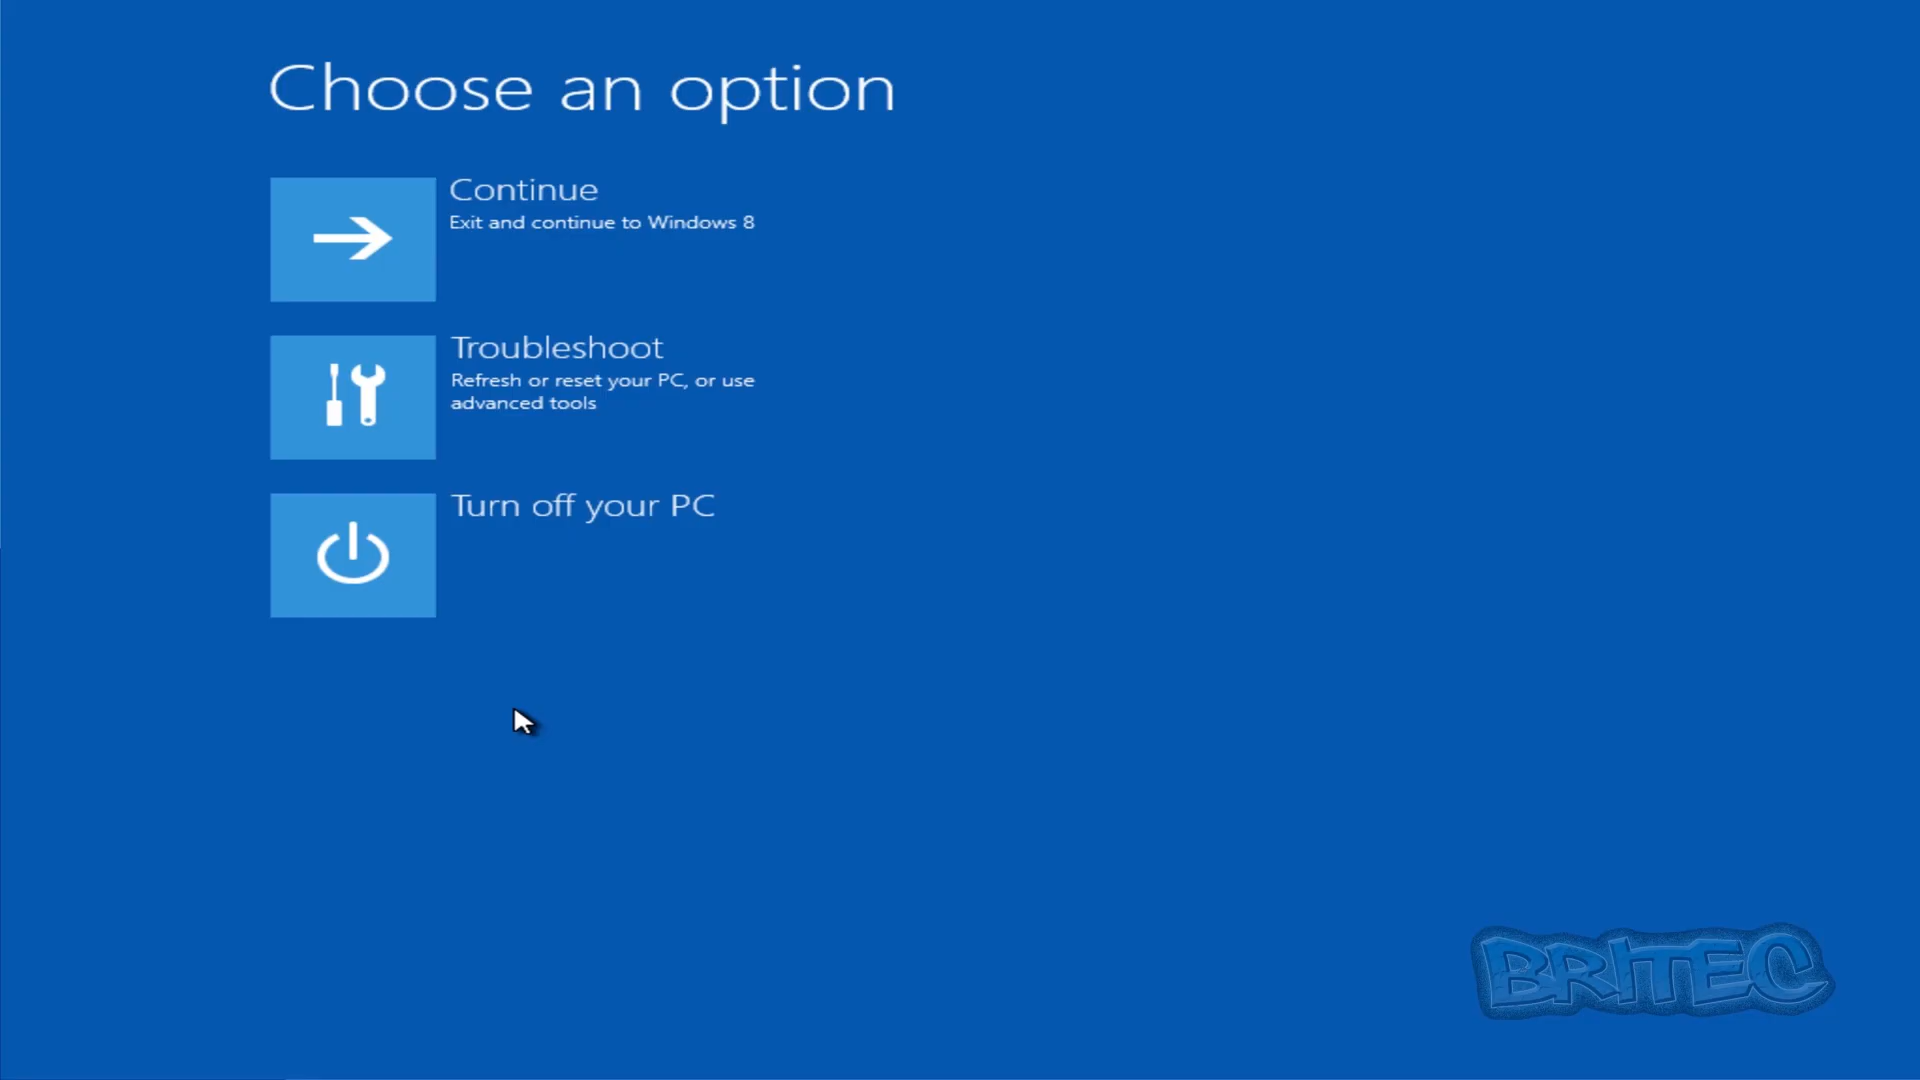 Choose an option
Continue
Exit and continue to Windows 8
Troubleshoot
Refresh or reset your PC, or use
advanced tools
Turn off your PC
BRITEC